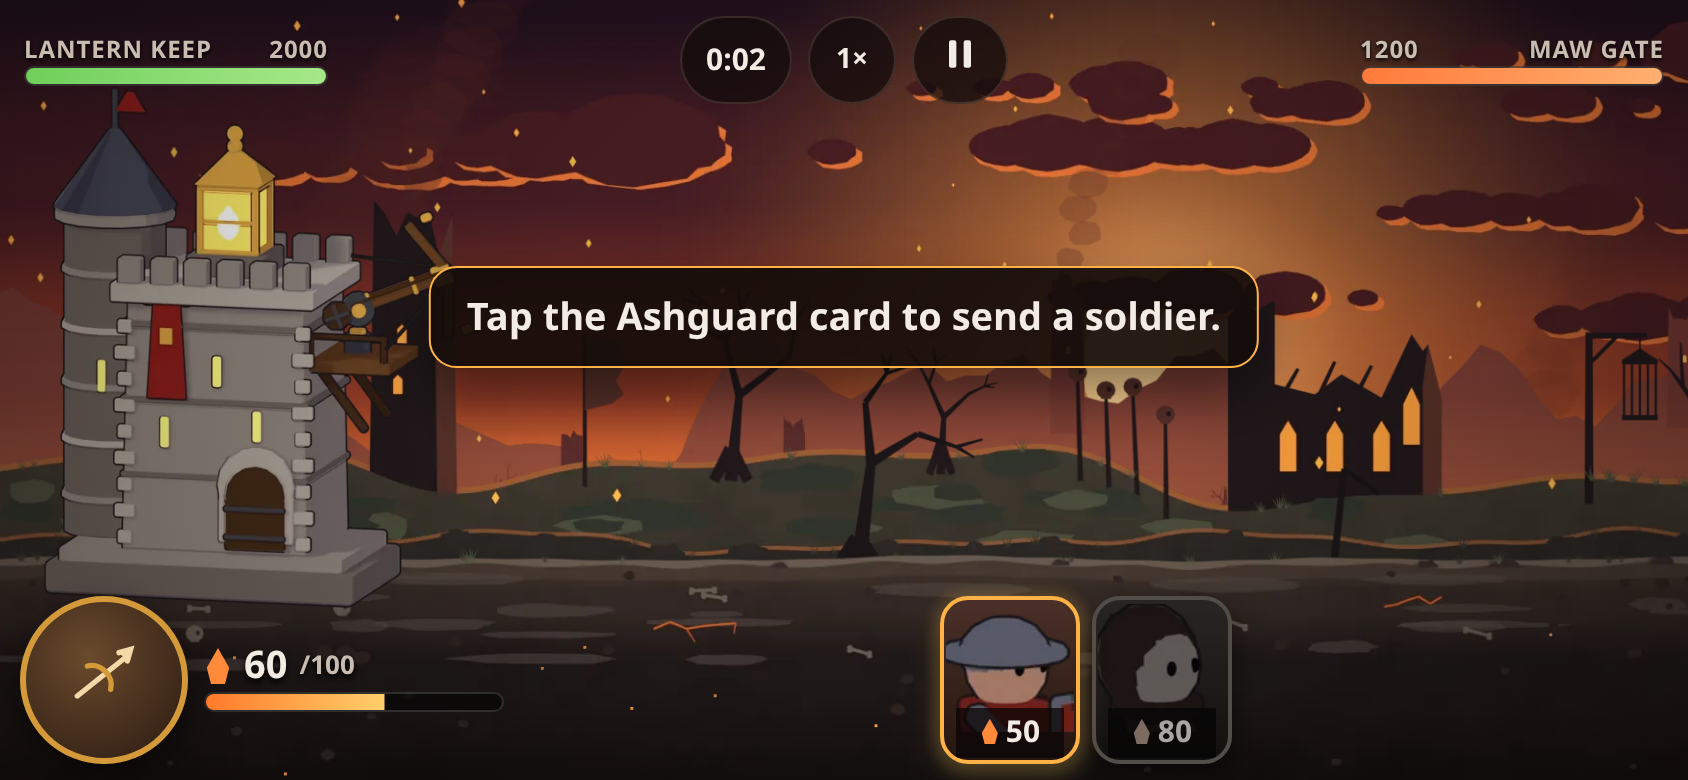 LANTERN KEEP 2000
0:02
1×
1200 MAW GATE
Tap the Ashguard card to send a soldier.
60 /100
50
80